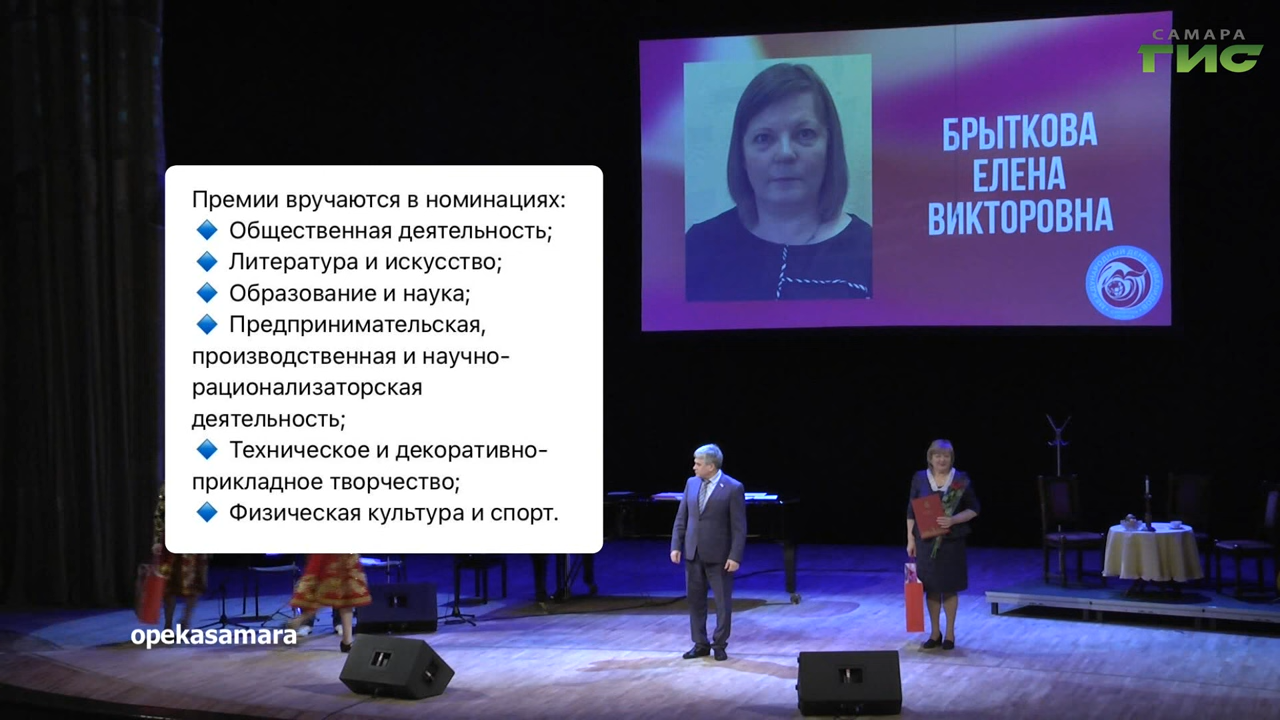 САМАРА
ГИС
БРЫТКОВА
ЕЛЕНА
ВИКТОРОВНА
Премии вручаются в номинациях:
Общественная деятельность;
Литература и искусство;
Образование и наука;
Предпринимательская,
производственная и научно-
рационализаторская
деятельность;
Техническое и декоративно-
прикладное творчество;
Физическая культура и спорт.
opekasamara